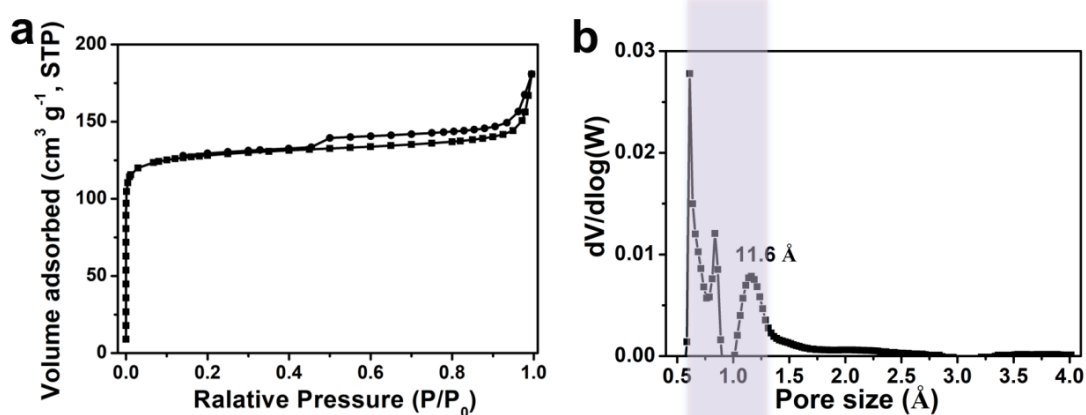 a
Volume adsorbed (cm³ g⁻¹, STP)
200
150
100
50
0
0.0 0.2 0.4 0.6 0.8 1.0
Ralative Pressure (P/P₀)
b
dV/dlog(W)
0.03
0.02
0.01
0.00
11.6 Å
0.5 1.0 1.5 2.0 2.5 3.0 3.5 4.0
Pore size (Å)